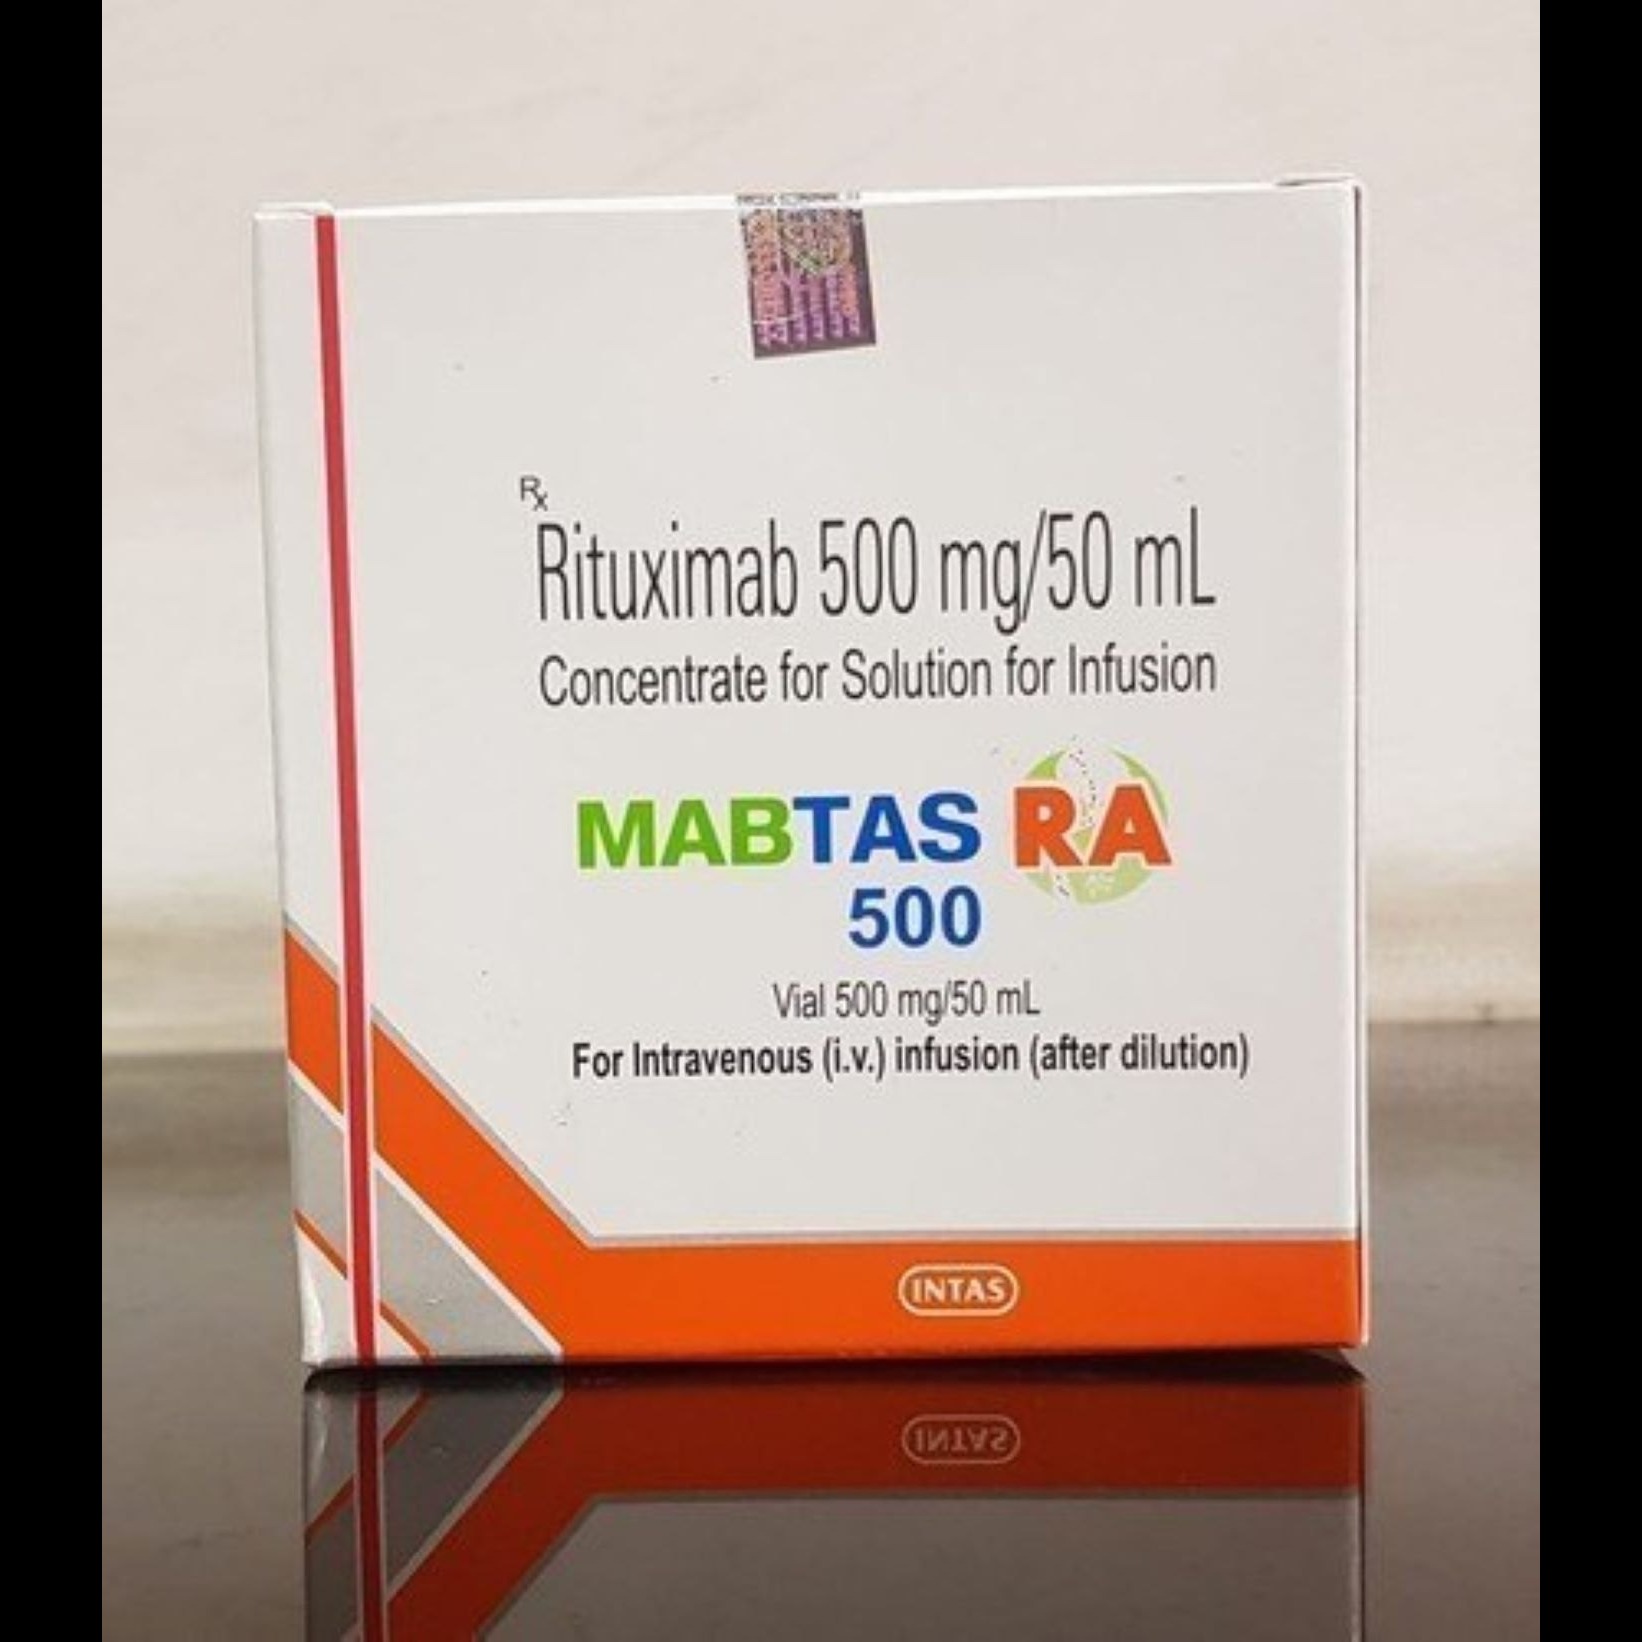 Rx
Rituximab 500 mg/50 mL
Concentrate for Solution for Infusion
MABTAS RA
500
Vial 500 mg/50 mL
For Intravenous (i.v.) infusion (after dilution)
INTAS